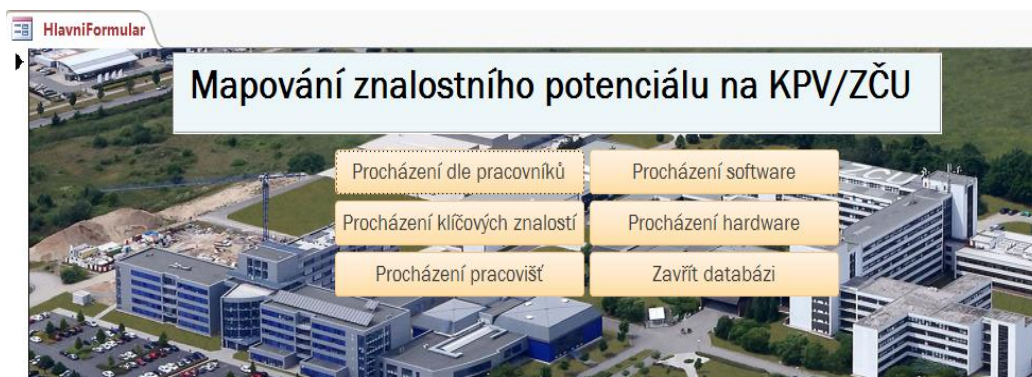 HlavniFormular
Mapování znalostního potenciálu na KPV/ZČU
Procházení dle pracovníků
Procházení software
Procházení klíčových znalostí
Procházení hardware
Procházení pracovišť
Zavřít databázi
ZČU